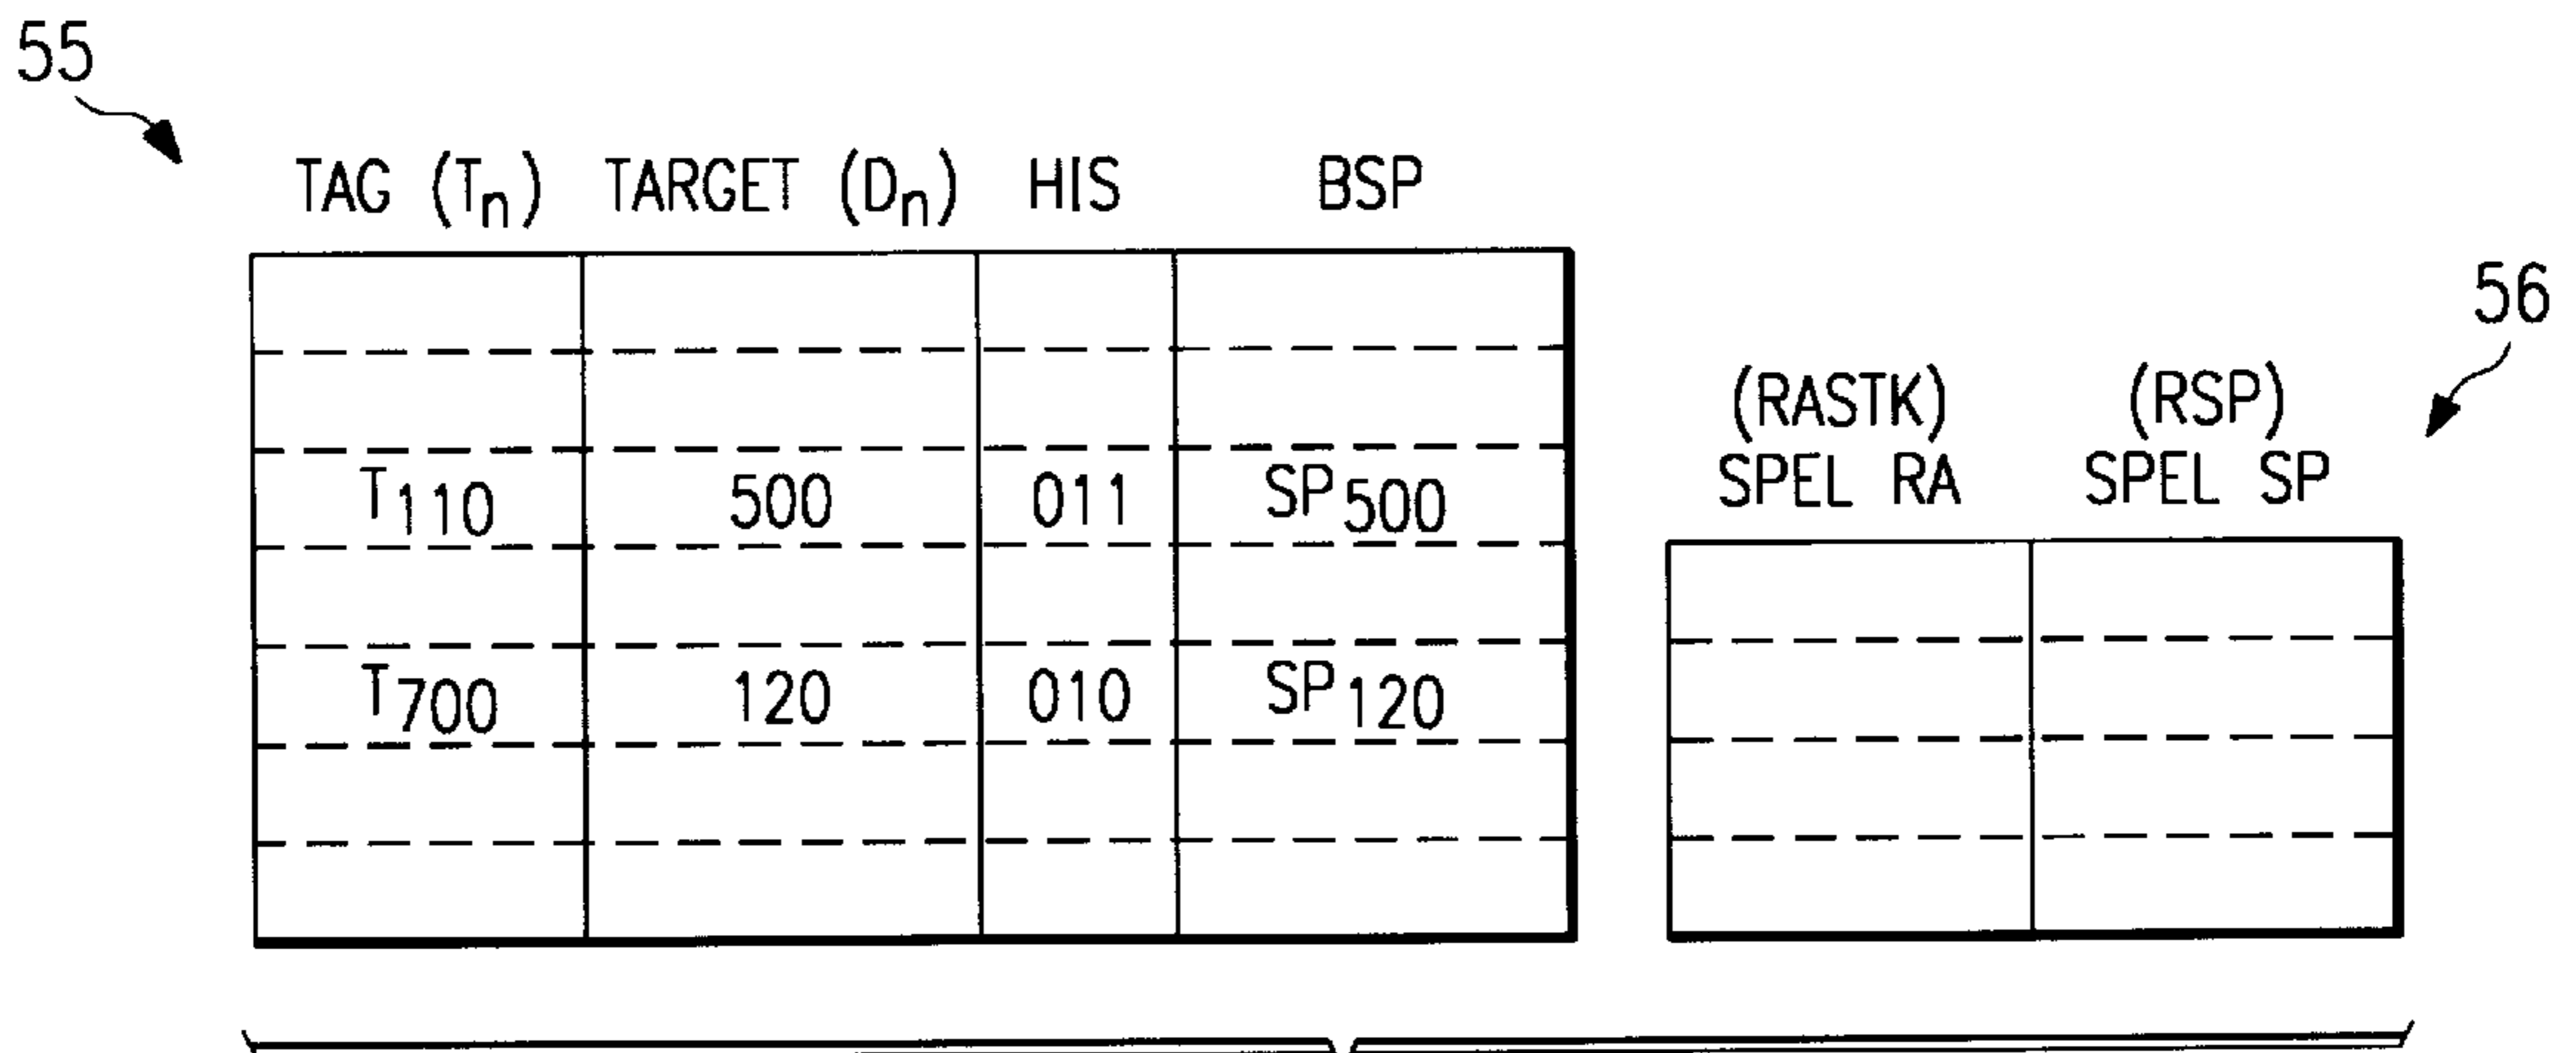 55
TAG (Tn) TARGET (Dn) HIS BSP
56
(RASTK) (RSP)
SPEL RA SPEL SP
T110 500 011 SP500
T700 120 010 SP120